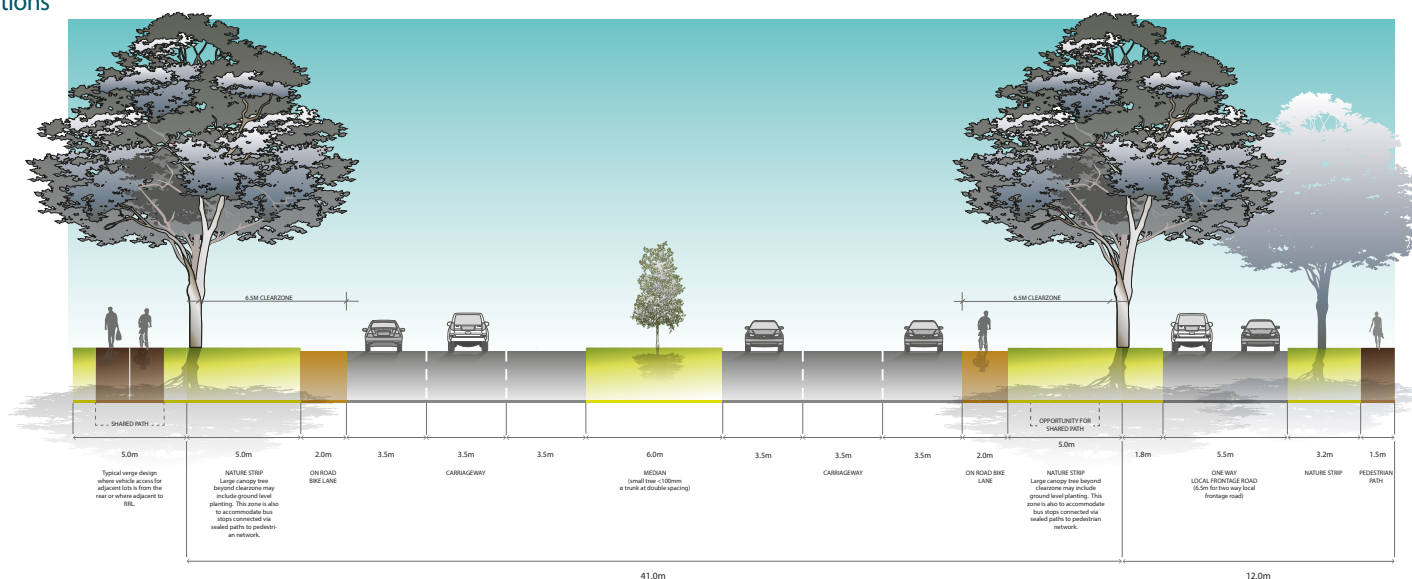 tions
6.5M CLEARZONE
6.5M CLEARZONE
SHARED PATH
OPPORTUNITY FOR
SHARED PATH
5.0m
Typical verge design
where vehicle access for
adjacent lots is from the
rear or where adjacent to
RRL.
5.0m
NATURE STRIP
Large canopy tree
beyond clearzone may
include ground level
planting. This zone is also
to accommodate bus
stops connected via
sealed paths to pedestri-
an network.
2.0m
ON ROAD
BIKE LANE
3.5m
3.5m
CARRIAGEWAY
3.5m
6.0m
MEDIAN
(small tree <100mm
ø trunk at double spacing)
3.5m
3.5m
CARRIAGEWAY
3.5m
2.0m
ON ROAD BIKE
LANE
5.0m
NATURE STRIP
Large canopy tree beyond
clearzone may include
ground level planting. This
zone is also to accommodate
bus stops connected via
sealed paths to pedestrian
network.
1.8m
5.5m
ONE WAY
LOCAL FRONTAGE ROAD
(6.5m for two way local
frontage road)
3.2m
NATURE STRIP
1.5m
PEDESTRIAN
PATH
41.0m
12.0m